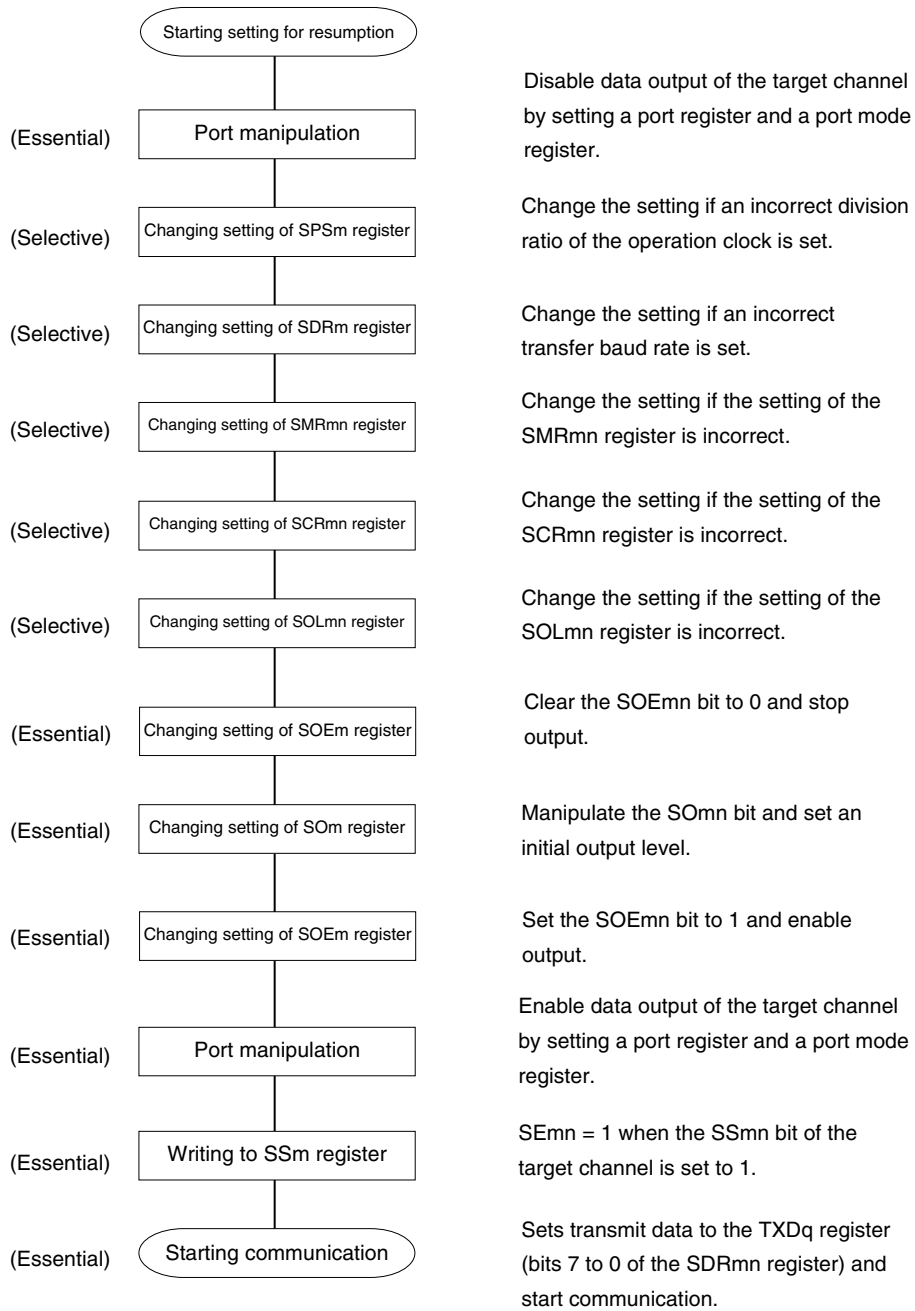 Starting setting for resumption
(Essential)
Port manipulation
Disable data output of the target channel
by setting a port register and a port mode
register.
(Selective)
Changing setting of SPSm register
Change the setting if an incorrect division
ratio of the operation clock is set.
(Selective)
Changing setting of SDRm register
Change the setting if an incorrect
transfer baud rate is set.
(Selective)
Changing setting of SMRmn register
Change the setting if the setting of the
SMRmn register is incorrect.
(Selective)
Changing setting of SCRmn register
Change the setting if the setting of the
SCRmn register is incorrect.
(Selective)
Changing setting of SOLmn register
Change the setting if the setting of the
SOLmn register is incorrect.
(Essential)
Changing setting of SOEm register
Clear the SOEmn bit to 0 and stop
output.
(Essential)
Changing setting of SOm register
Manipulate the SOmn bit and set an
initial output level.
(Essential)
Changing setting of SOEm register
Set the SOEmn bit to 1 and enable
output.
(Essential)
Port manipulation
Enable data output of the target channel
by setting a port register and a port mode
register.
(Essential)
Writing to SSm register
SEmn = 1 when the SSmn bit of the
target channel is set to 1.
(Essential)
Starting communication
Sets transmit data to the TXDq register
(bits 7 to 0 of the SDRmn register) and
start communication.